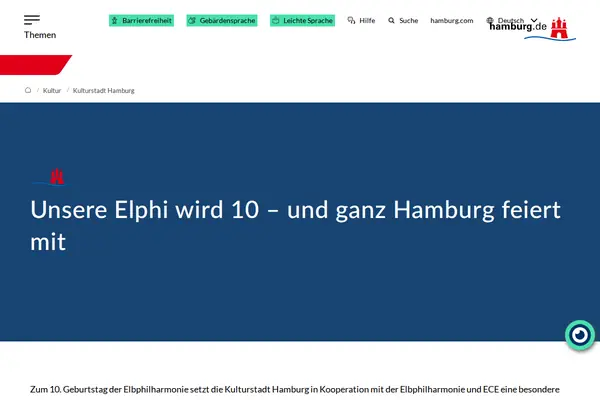 Themen
Barrierefreiheit
Gebärdensprache
Leichte Sprache
Hilfe
Suche
hamburg.com
Deutsch
hamburg.de
/ Kultur / Kulturstadt Hamburg
Unsere Elphi wird 10 – und ganz Hamburg feiert
mit
Zum 10. Geburtstag der Elbphilharmonie setzt die Kulturstadt Hamburg in Kooperation mit der Elbphilharmonie und ECE eine besondere